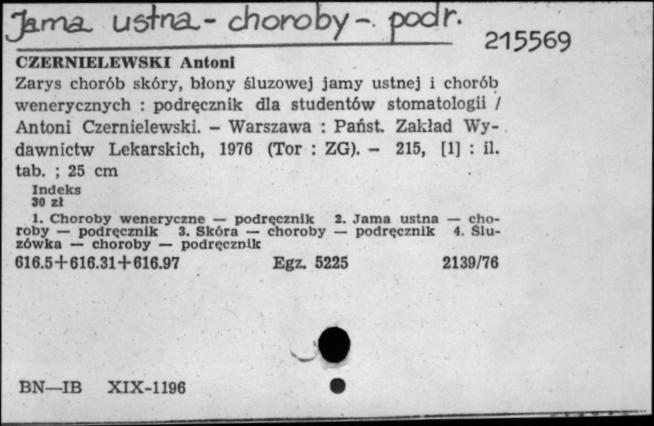 Jama ustna - choroby - podr.
215569
CZERNIELEWSKI Antoni
Zarys chorób skóry, błony śluzowej jamy ustnej i chorób
wenerycznych : podręcznik dla studentów stomatologii /
Antoni Czernielewski. — Warszawa : Państ. Zakład Wy-
dawnictw Lekarskich, 1976 (Tor : ZG). — 215, [1] : il.
tab. ; 25 cm
Indeks
30 zł
1. Choroby weneryczne — podręcznik 2. Jama ustna — cho-
roby — podręcznik 3. Skóra — choroby — podręcznik 4. Ślu-
zówka — choroby — podręcznik
616.5+616.31+616.97 Egz. 5225 2139/76
BN—IB XIX-1196